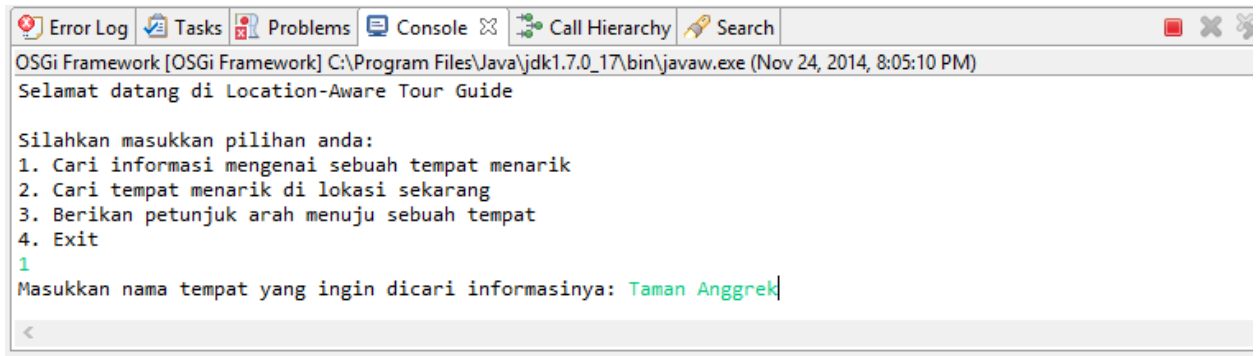 Error Log Tasks Problems Console Call Hierarchy Search
OSGi Framework [OSGi Framework] C:\Program Files\Java\jdk1.7.0_17\bin\javaw.exe (Nov 24, 2014, 8:05:10 PM)
Selamat datang di Location-Aware Tour Guide
Silahkan masukkan pilihan anda:
1. Cari informasi mengenai sebuah tempat menarik
2. Cari tempat menarik di lokasi sekarang
3. Berikan petunjuk arah menuju sebuah tempat
4. Exit
1
Masukkan nama tempat yang ingin dicari informasinya: Taman Anggrek